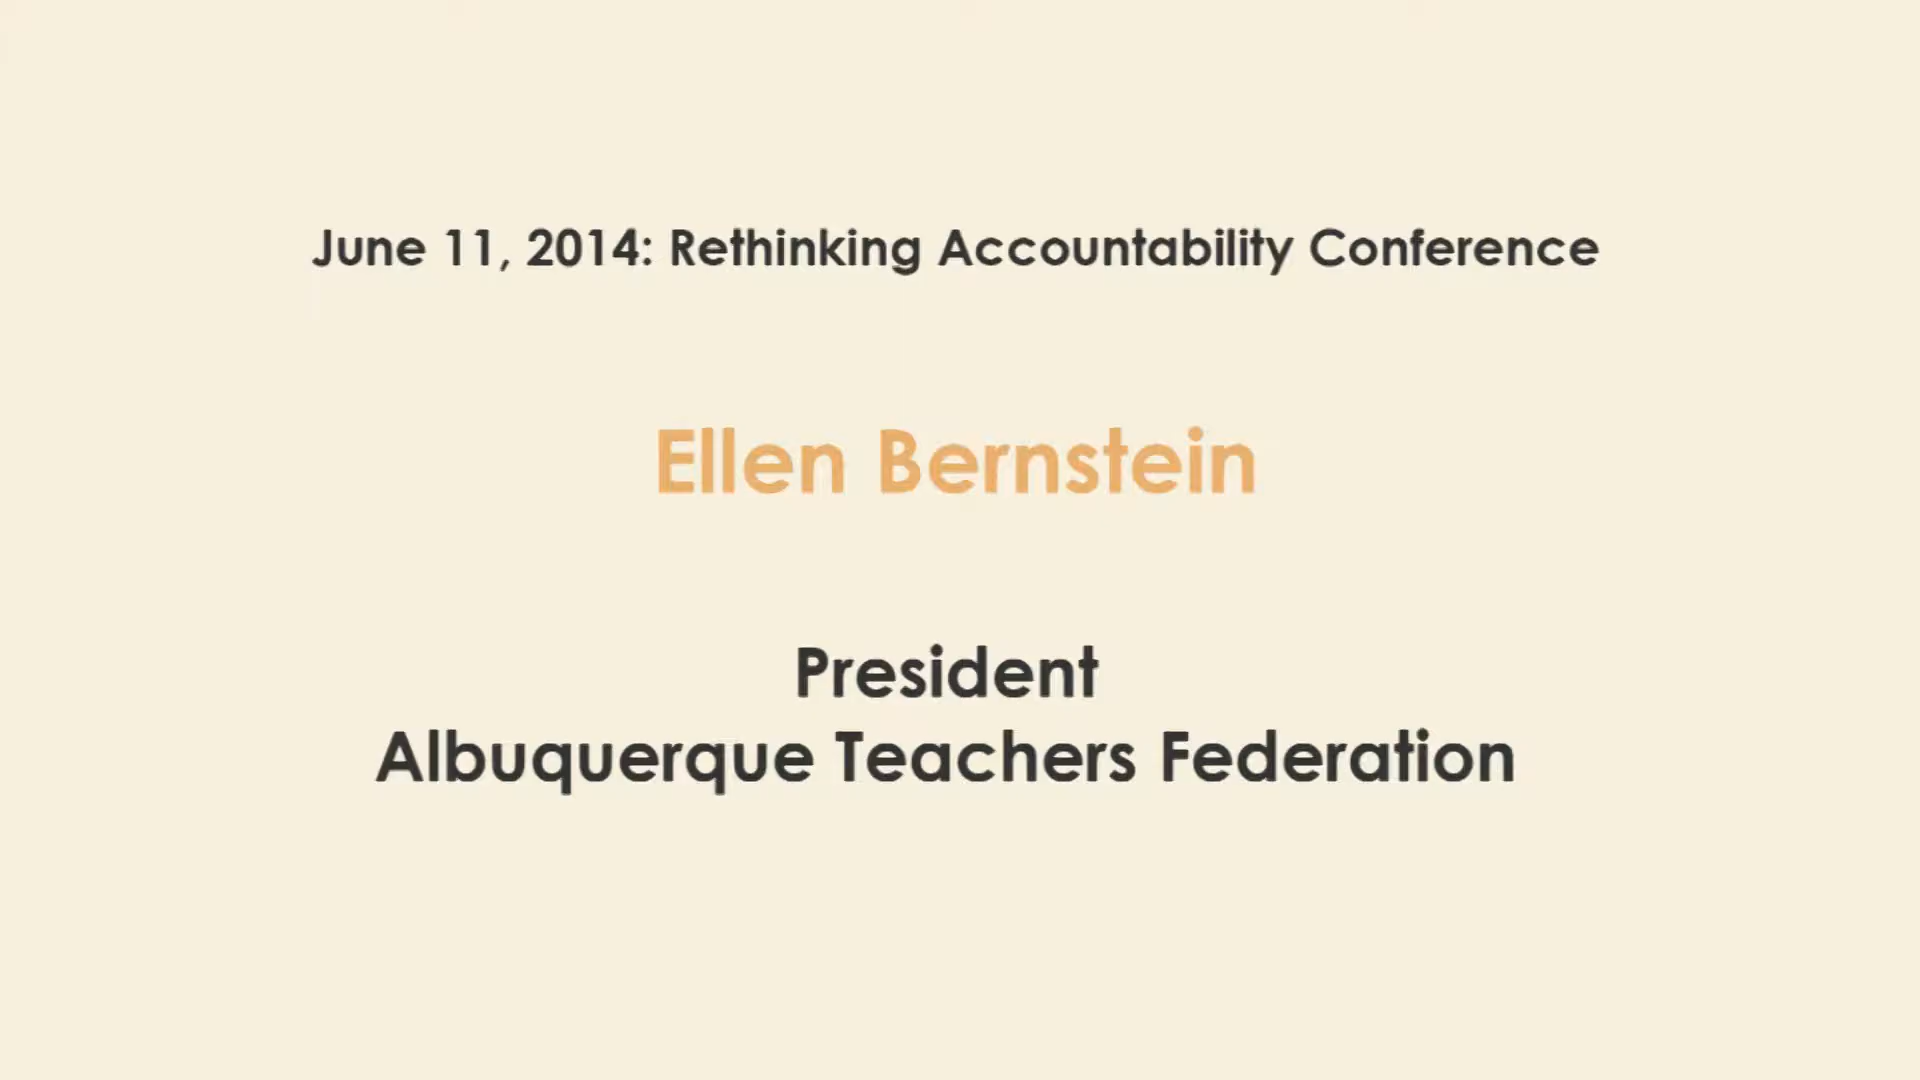 June 11, 2014: Rethinking Accountability Conference
Ellen Bernstein
President
Albuquerque Teachers Federation